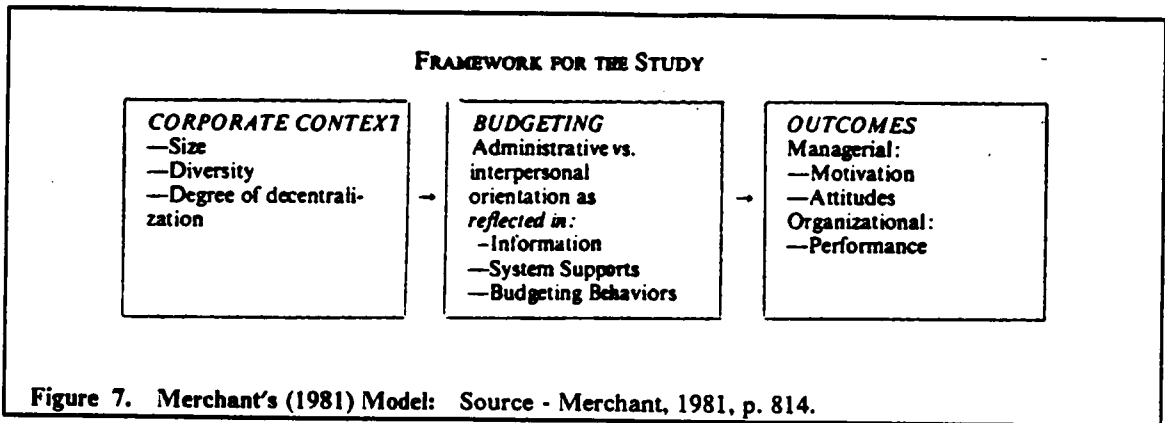 FRAMEWORK FOR THE STUDY
CORPORATE CONTEXT
—Size
—Diversity
—Degree of decentrali-
zation
→
BUDGETING
Administrative vs.
interpersonal
orientation as
reflected in:
-Information
—System Supports
—Budgeting Behaviors
→
OUTCOMES
Managerial:
—Motivation
—Attitudes
Organizational:
—Performance
Figure 7. Merchant's (1981) Model: Source - Merchant, 1981, p. 814.